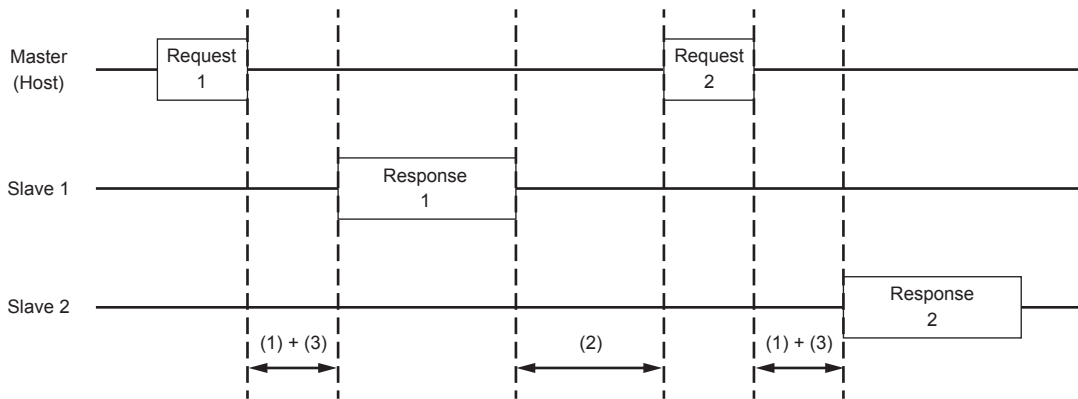 Master
(Host)
Request
1
Request
2
Slave 1
Response
1
Slave 2
Response
2
(1) + (3)
(2)
(1) + (3)